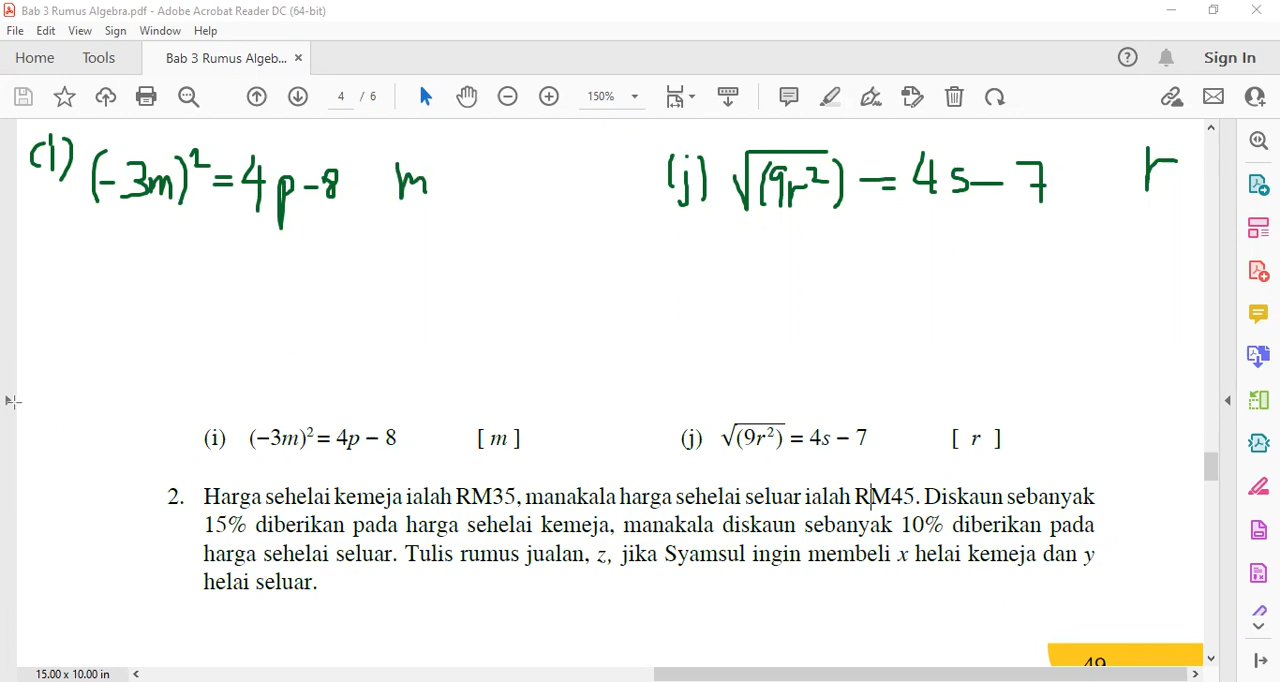 Bab 3 Rumus Algebra.pdf - Adobe Acrobat Reader DC (64-bit)
File Edit View Sign Window Help
Home Tools Bab 3 Rumus Algeb... × Sign In
4 / 6 150%
(i) (-3m)² = 4p - 8 m (j) √(9r²) = 4s - 7 r
(i) (−3m)² = 4p − 8 [ m ] (j) √(9r²) = 4s − 7 [ r ]
2. Harga sehelai kemeja ialah RM35, manakala harga sehelai seluar ialah RM45. Diskaun sebanyak
15% diberikan pada harga sehelai kemeja, manakala diskaun sebanyak 10% diberikan pada
harga sehelai seluar. Tulis rumus jualan, z, jika Syamsul ingin membeli x helai kemeja dan y
helai seluar.
49
15.00 x 10.00 in